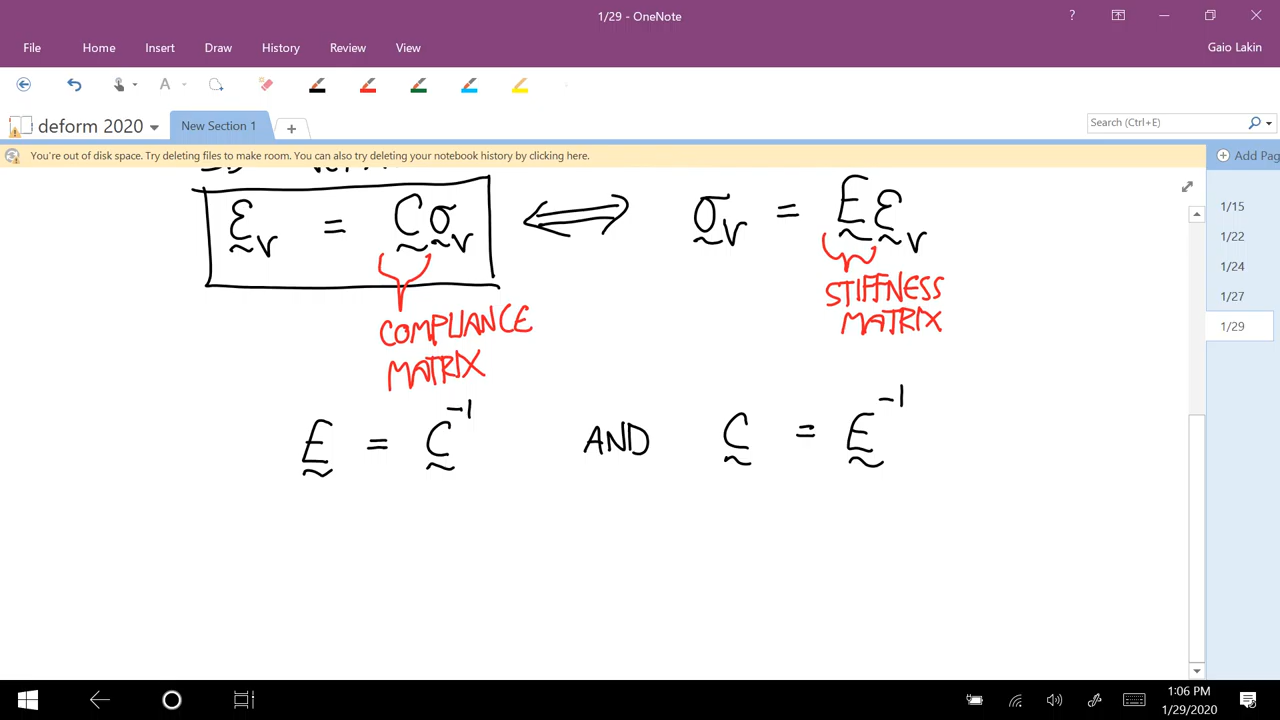 1/29 - OneNote
?
File Home Insert Draw History Review View
Gaio Lakin
A
deform 2020
New Section 1
+
Search (Ctrl+E)
You're out of disk space. Try deleting files to make room. You can also try deleting your notebook history by clicking here.
Add Pag
1/15
1/22
1/24
1/27
1/29
ε_v = C σ_v ⟺ σ_v = E ε_v
COMPLIANCE
MATRIX
STIFFNESS
MATRIX
E = C⁻¹ AND C = E⁻¹
1:06 PM
1/29/2020